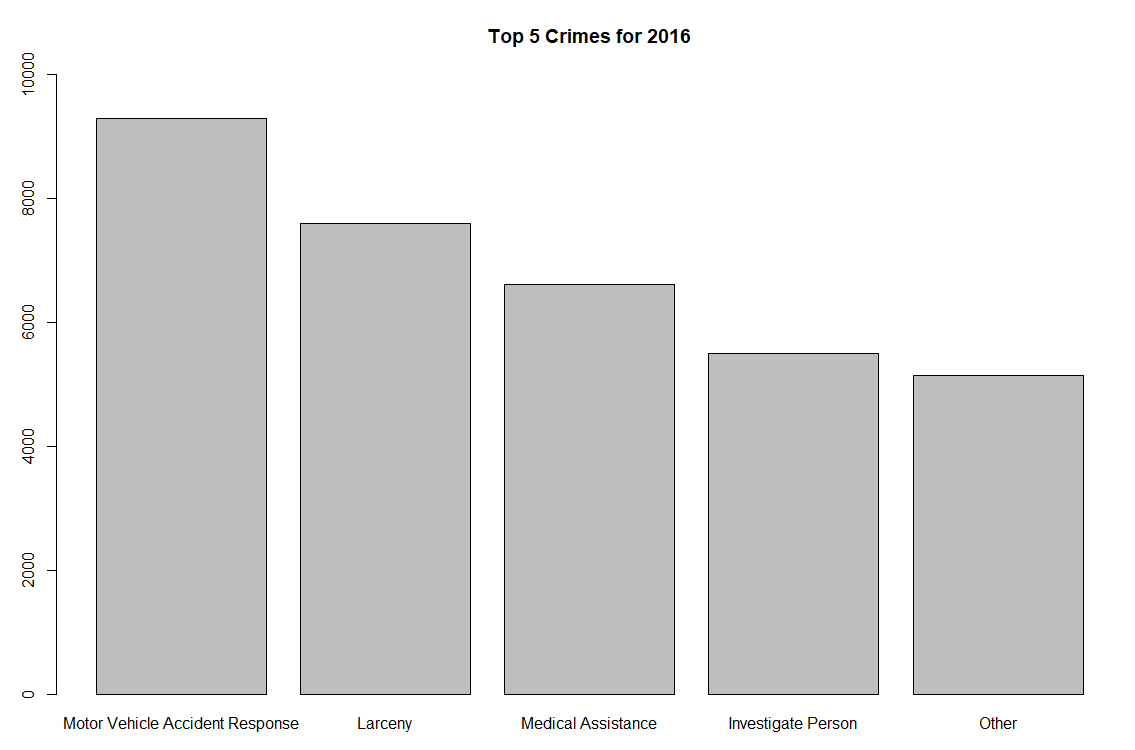 Top 5 Crimes for 2016
10000
8000
6000
4000
2000
0
Motor Vehicle Accident Response
Larceny
Medical Assistance
Investigate Person
Other